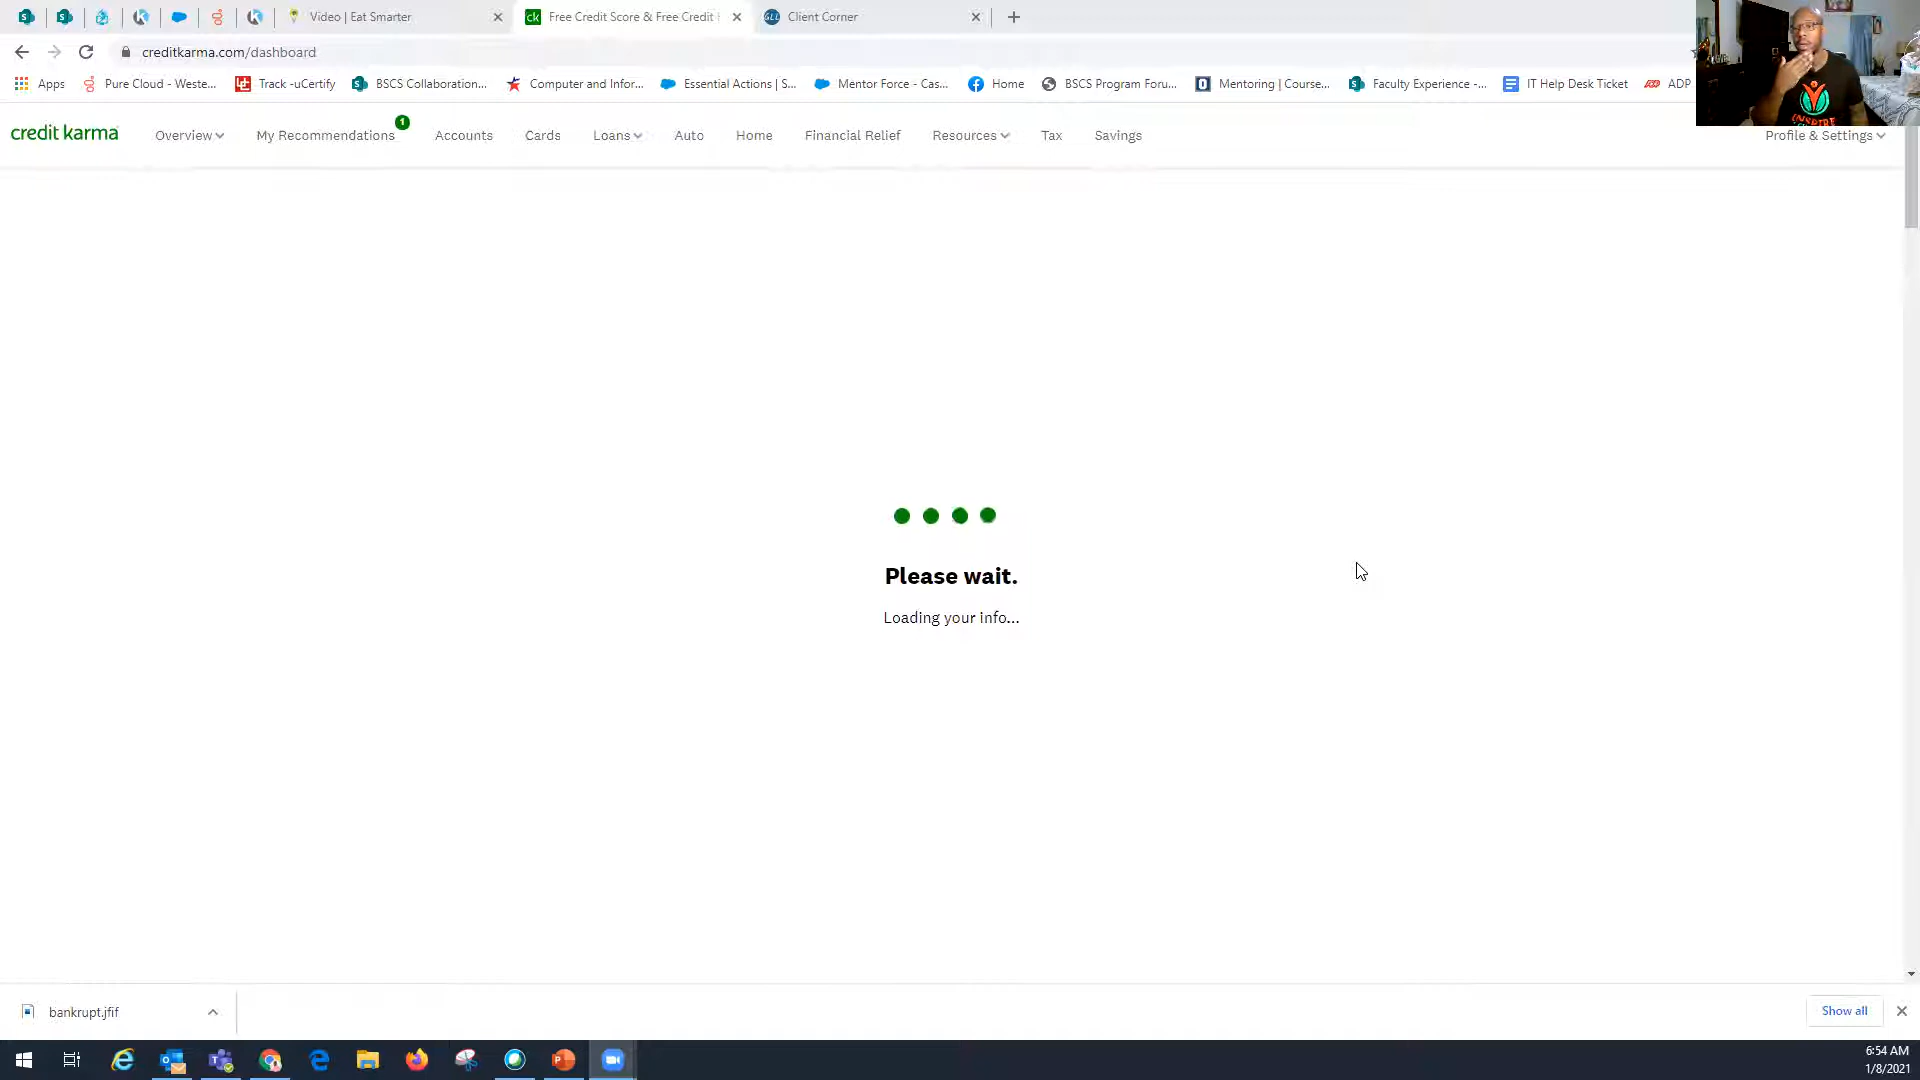 Video | Eat Smarter
ck Free Credit Score & Free Credit
GLL Client Corner
creditkarma.com/dashboard
Apps
Pure Cloud - Weste...
Track -uCertify
BSCS Collaboration...
Computer and Infor...
Essential Actions | S...
Mentor Force - Cas...
Home
BSCS Program Foru...
Mentoring | Course...
Faculty Experience -...
IT Help Desk Ticket
ADP
INSPIRE
credit karma
Overview
My Recommendations
1
Accounts
Cards
Loans
Auto
Home
Financial Relief
Resources
Tax
Savings
Profile & Settings
Please wait.
Loading your info...
bankrupt.jfif
Show all
6:54 AM
1/8/2021